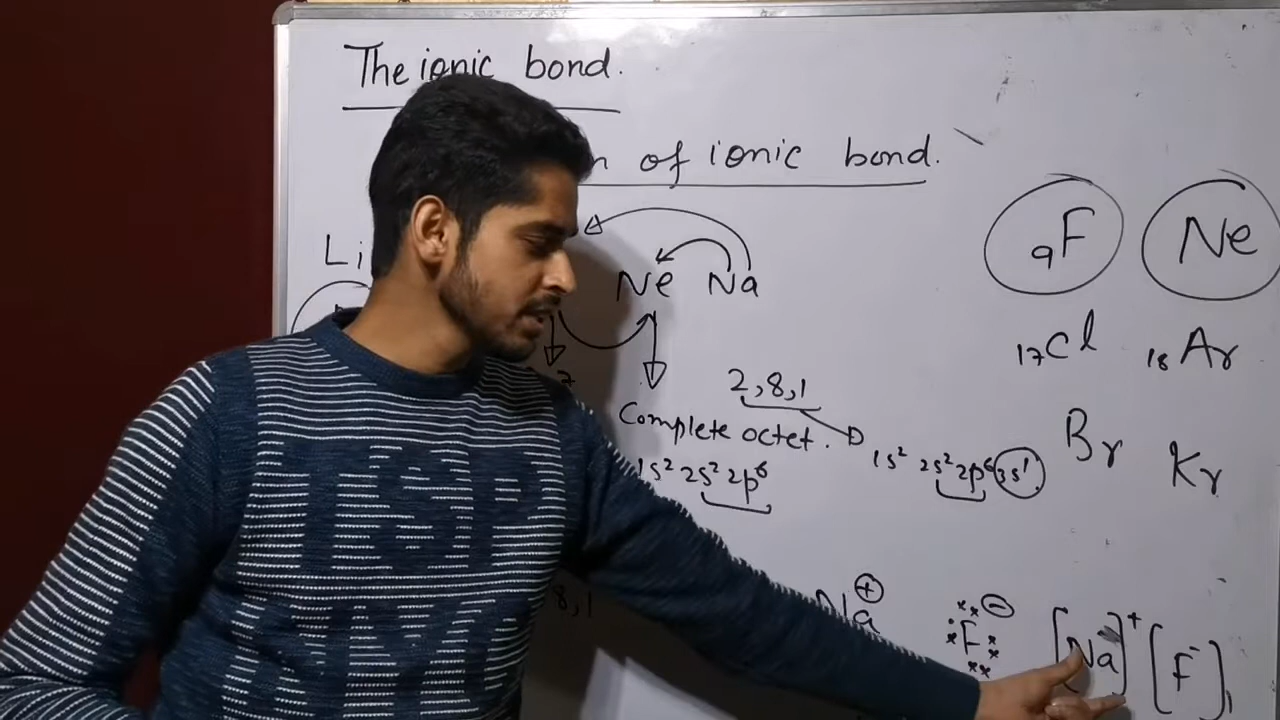 The ionic bond.
of ionic bond.
Li
Ne Na
9F Ne
17Cl 18Ar
2,8,1
Complete octet.
1s² 2s² 2p⁶
1s² 2s² 2p⁶ 3s¹
Br Kr
8,1
Na⊕
F⊖
[Na]⁺ [F⁻]